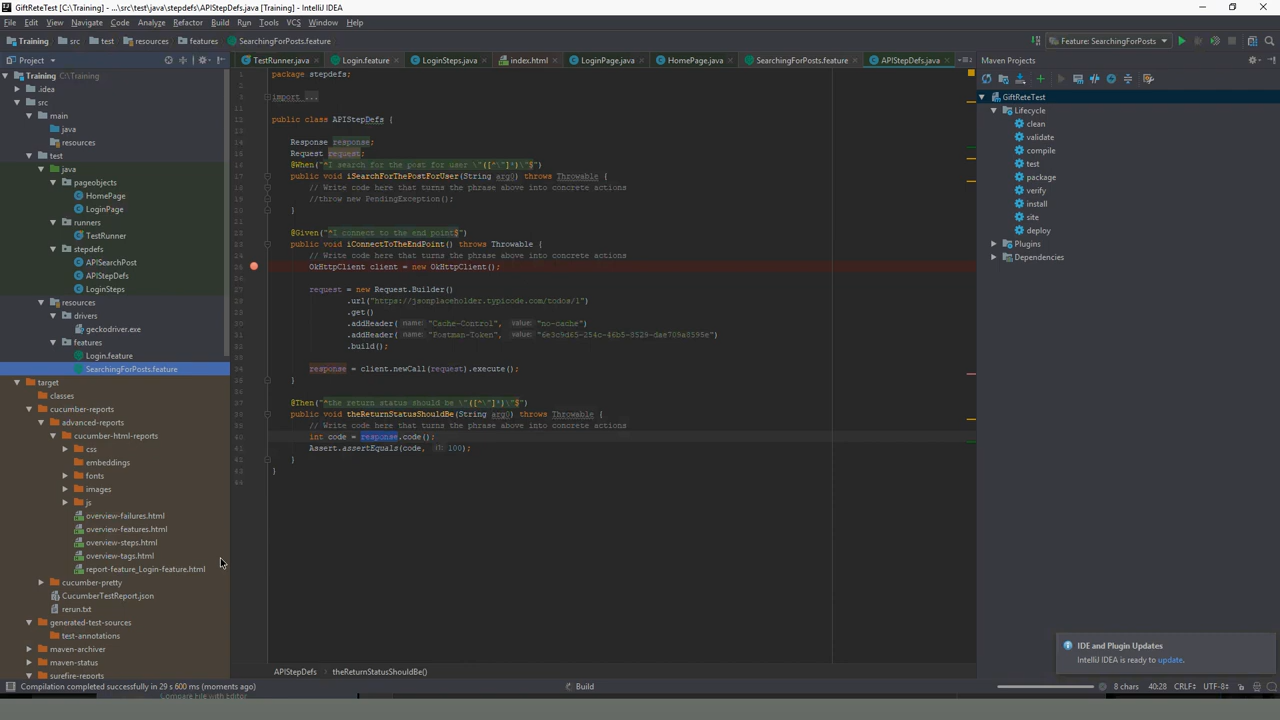 GiftReteTest [C:\Training] - ...\src\test\java\stepdefs\APIStepDefs.java [Training] - IntelliJ IDEA
File Edit View Navigate Code Analyze Refactor Build Run Tools VCS Window Help
Training src test resources features SearchingForPosts.feature
Feature: SearchingForPosts
Project
TestRunner.java Login.feature LoginSteps.java index.html LoginPage.java HomePage.java SearchingForPosts.feature APIStepDefs.java
Training C:\Training
.idea
src
main
java
resources
test
java
pageobjects
HomePage
LoginPage
runners
TestRunner
stepdefs
APISearchPost
APIStepDefs
LoginSteps
resources
drivers
geckodriver.exe
features
Login.feature
SearchingForPosts.feature
target
classes
cucumber-reports
advanced-reports
cucumber-html-reports
css
embeddings
fonts
images
js
overview-failures.html
overview-features.html
overview-steps.html
overview-tags.html
report-feature_Login-feature.html
cucumber-pretty
CucumberTestReport.json
rerun.txt
generated-test-sources
test-annotations
maven-archiver
maven-status
surefire-reports
package stepdefs;
import ...
public class APIStepDefs {
Response response;
Request request;
@When("^I search for the post for user \"([^\"]*)\"$")
public void iSearchForThePostForUser(String arg0) throws Throwable {
// Write code here that turns the phrase above into concrete actions
//throw new PendingException();
}
@Given("^I connect to the end point$")
public void iConnectToTheEndPoint() throws Throwable {
// Write code here that turns the phrase above into concrete actions
OkHttpClient client = new OkHttpClient();
request = new Request.Builder()
.url("https://jsonplaceholder.typicode.com/todos/1")
.get()
.addHeader( name: "Cache-Control", value: "no-cache")
.addHeader( name: "Postman-Token", value: "6e3c9d65-254c-46b5-8529-dae709a8595e")
.build();
response = client.newCall(request).execute();
}
@Then("^the return status should be \"([^\"]*)\"$")
public void theReturnStatusShouldBe(String arg0) throws Throwable {
// Write code here that turns the phrase above into concrete actions
int code = response.code();
Assert.assertEquals(code, 100);
}
}
APIStepDefs theReturnStatusShouldBe()
Maven Projects
GiftReteTest
Lifecycle
clean
validate
compile
test
package
verify
install
site
deploy
Plugins
Dependencies
IDE and Plugin Updates
IntelliJ IDEA is ready to update.
Compilation completed successfully in 29 s 600 ms (moments ago)
Build
8 chars 40:28 CRLF÷ UTF-8÷
Compare File with Editor